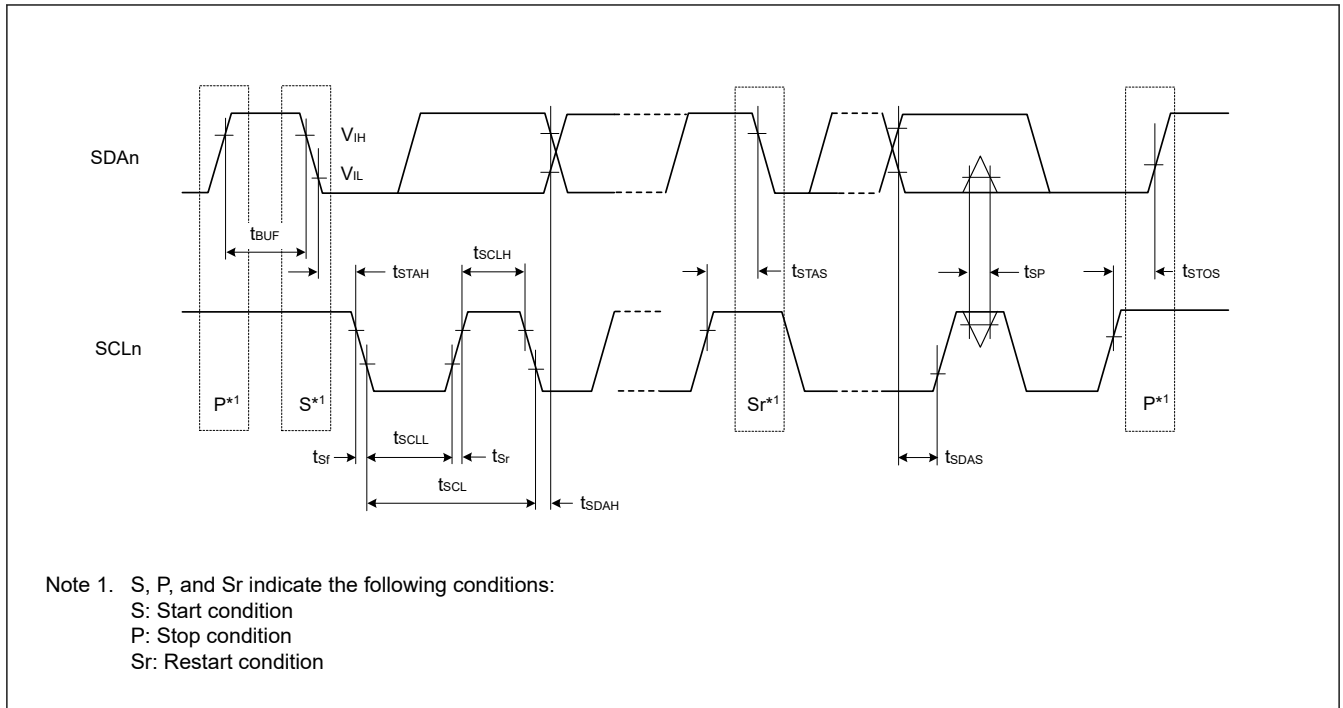 SDAn
VIH
VIL
tBUF
tSTAH
tSCLH
tSTAS
tSP
tSTOS
SCLn
P*1
S*1
Sr*1
P*1
tSf
tSCLL
tSr
tSDAS
tSCL
tSDAH
Note 1. S, P, and Sr indicate the following conditions:
S: Start condition
P: Stop condition
Sr: Restart condition